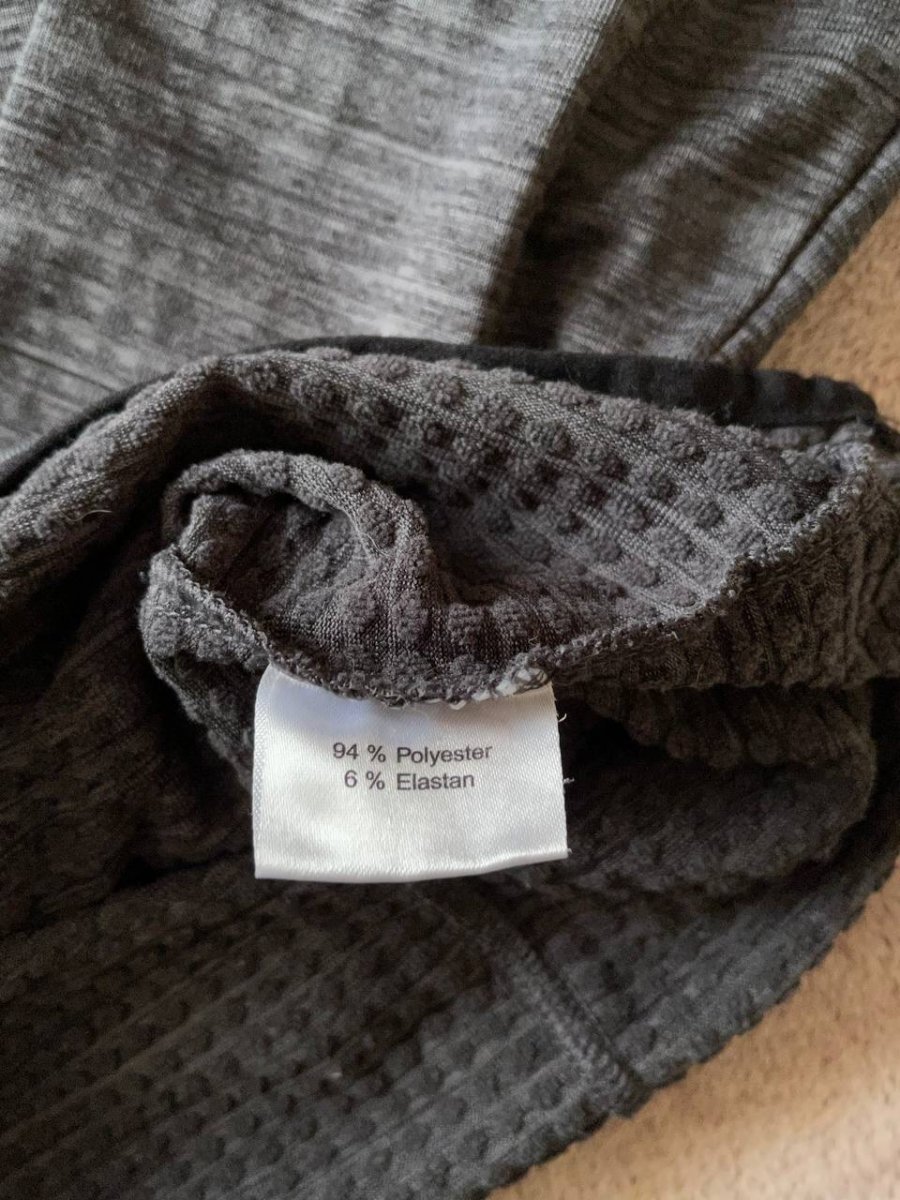 94 % Polyester
6 % Elastan